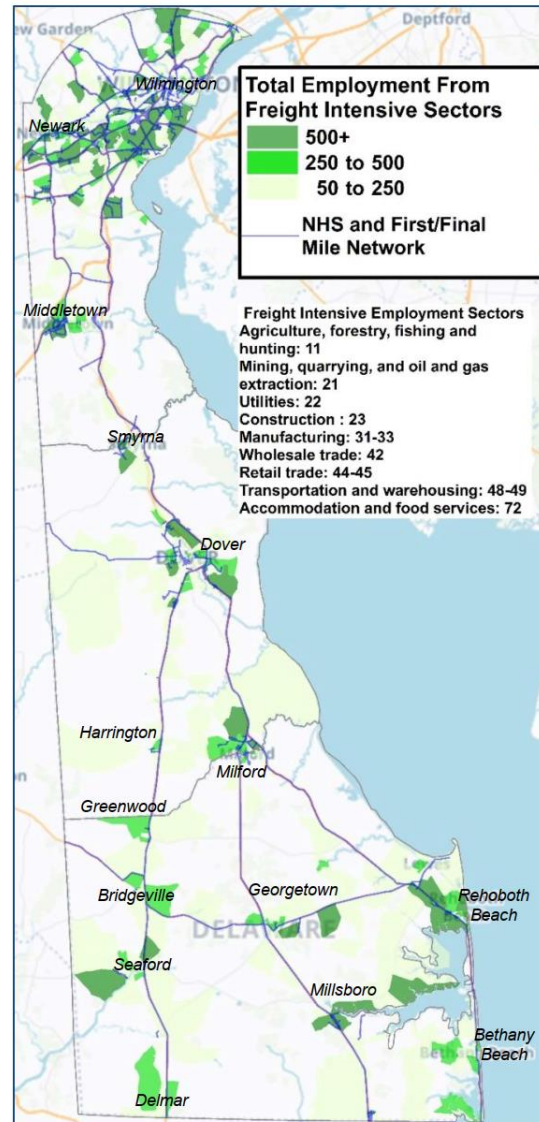 New Garden
Deptford
Wilmington
Newark
Total Employment From
Freight Intensive Sectors
500+
250 to 500
50 to 250
NHS and First/Final
Mile Network
Middletown
Freight Intensive Employment Sectors
Agriculture, forestry, fishing and
hunting: 11
Mining, quarrying, and oil and gas
extraction: 21
Utilities: 22
Construction : 23
Manufacturing: 31-33
Wholesale trade: 42
Retail trade: 44-45
Transportation and warehousing: 48-49
Accommodation and food services: 72
Smyrna
Dover
Harrington
Milford
Greenwood
Bridgeville
Georgetown
Rehoboth
Beach
DELAWARE
Seaford
Millsboro
Bethany
Beach
Delmar